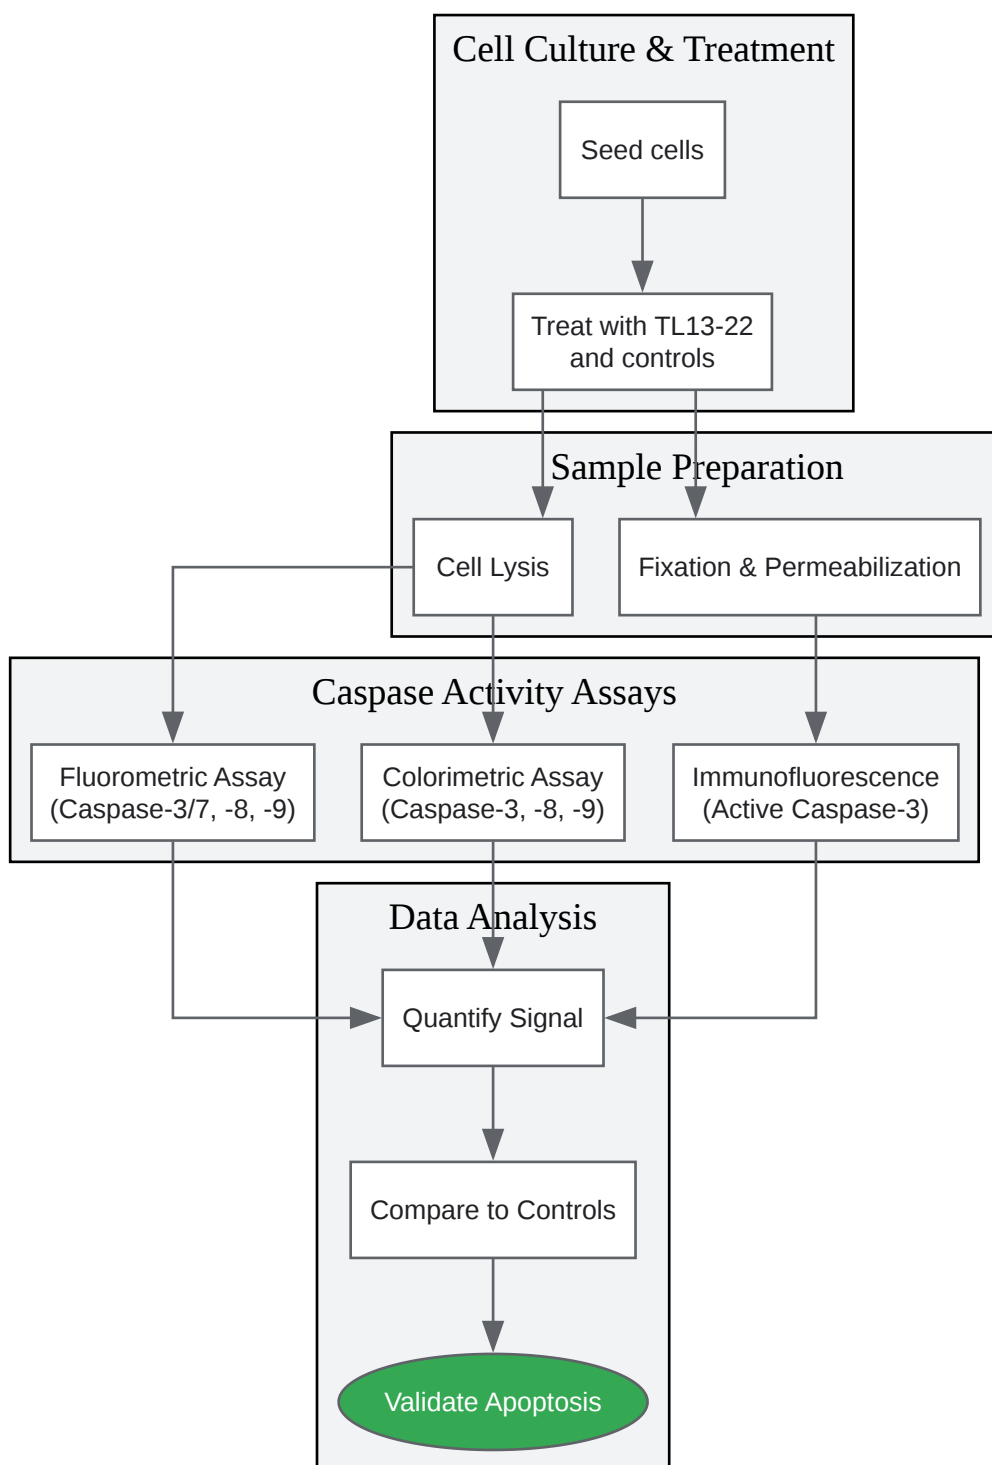 Cell Culture & Treatment
Seed cells
Treat with TL13-22
and controls
Sample Preparation
Cell Lysis
Fixation & Permeabilization
Caspase Activity Assays
Fluorometric Assay
(Caspase-3/7, -8, -9)
Colorimetric Assay
(Caspase-3, -8, -9)
Immunofluorescence
(Active Caspase-3)
Data Analysis
Quantify Signal
Compare to Controls
Validate Apoptosis